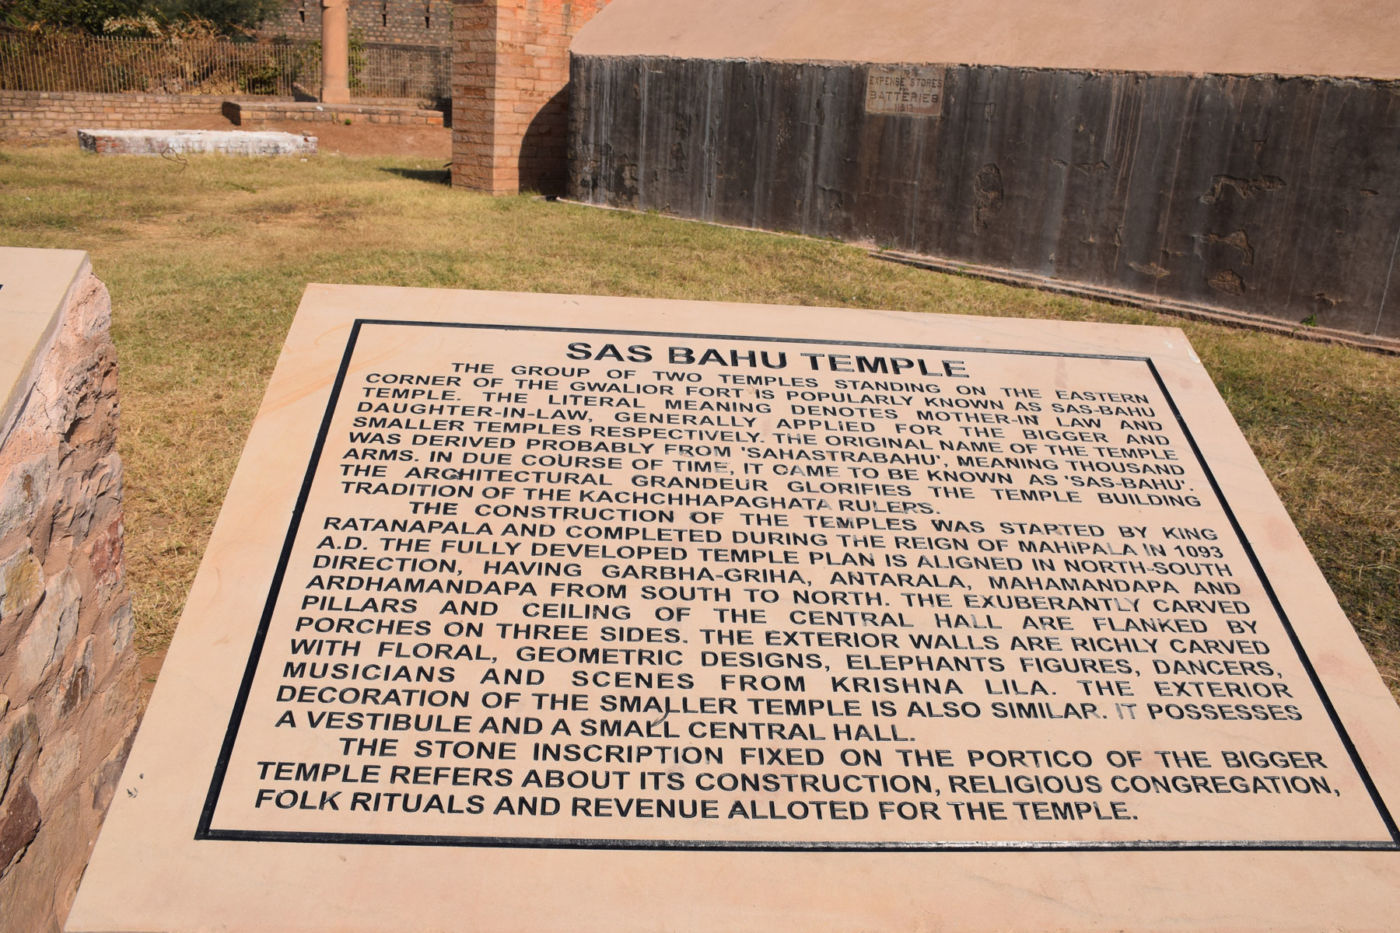 EXPENSE STORES
BATTERIES
SAS BAHU TEMPLE
THE GROUP OF TWO TEMPLES STANDING ON THE EASTERN
CORNER OF THE GWALIOR FORT IS POPULARLY KNOWN AS SAS-BAHU
TEMPLE. THE LITERAL MEANING DENOTES MOTHER-IN LAW AND
DAUGHTER-IN-LAW, GENERALLY APPLIED FOR THE BIGGER AND
SMALLER TEMPLES RESPECTIVELY. THE ORIGINAL NAME OF THE TEMPLE
WAS DERIVED PROBABLY FROM 'SAHASTRABAHU', MEANING THOUSAND
ARMS. IN DUE COURSE OF TIME, IT CAME TO BE KNOWN AS 'SAS-BAHU'.
THE ARCHITECTURAL GRANDEUR GLORIFIES THE TEMPLE BUILDING
TRADITION OF THE KACHCHHAPAGHATA RULERS.
THE CONSTRUCTION OF THE TEMPLES WAS STARTED BY KING
RATANAPALA AND COMPLETED DURING THE REIGN OF MAHIPALA IN 1093
A.D. THE FULLY DEVELOPED TEMPLE PLAN IS ALIGNED IN NORTH-SOUTH
DIRECTION, HAVING GARBHA-GRIHA, ANTARALA, MAHAMANDAPA AND
ARDHAMANDAPA FROM SOUTH TO NORTH. THE EXUBERANTLY CARVED
PILLARS AND CEILING OF THE CENTRAL HALL ARE FLANKED BY
PORCHES ON THREE SIDES. THE EXTERIOR WALLS ARE RICHLY CARVED
WITH FLORAL, GEOMETRIC DESIGNS, ELEPHANTS FIGURES, DANCERS,
MUSICIANS AND SCENES FROM KRISHNA LILA. THE EXTERIOR
DECORATION OF THE SMALLER TEMPLE IS ALSO SIMILAR. IT POSSESSES
A VESTIBULE AND A SMALL CENTRAL HALL.
THE STONE INSCRIPTION FIXED ON THE PORTICO OF THE BIGGER
TEMPLE REFERS ABOUT ITS CONSTRUCTION, RELIGIOUS CONGREGATION,
FOLK RITUALS AND REVENUE ALLOTED FOR THE TEMPLE.